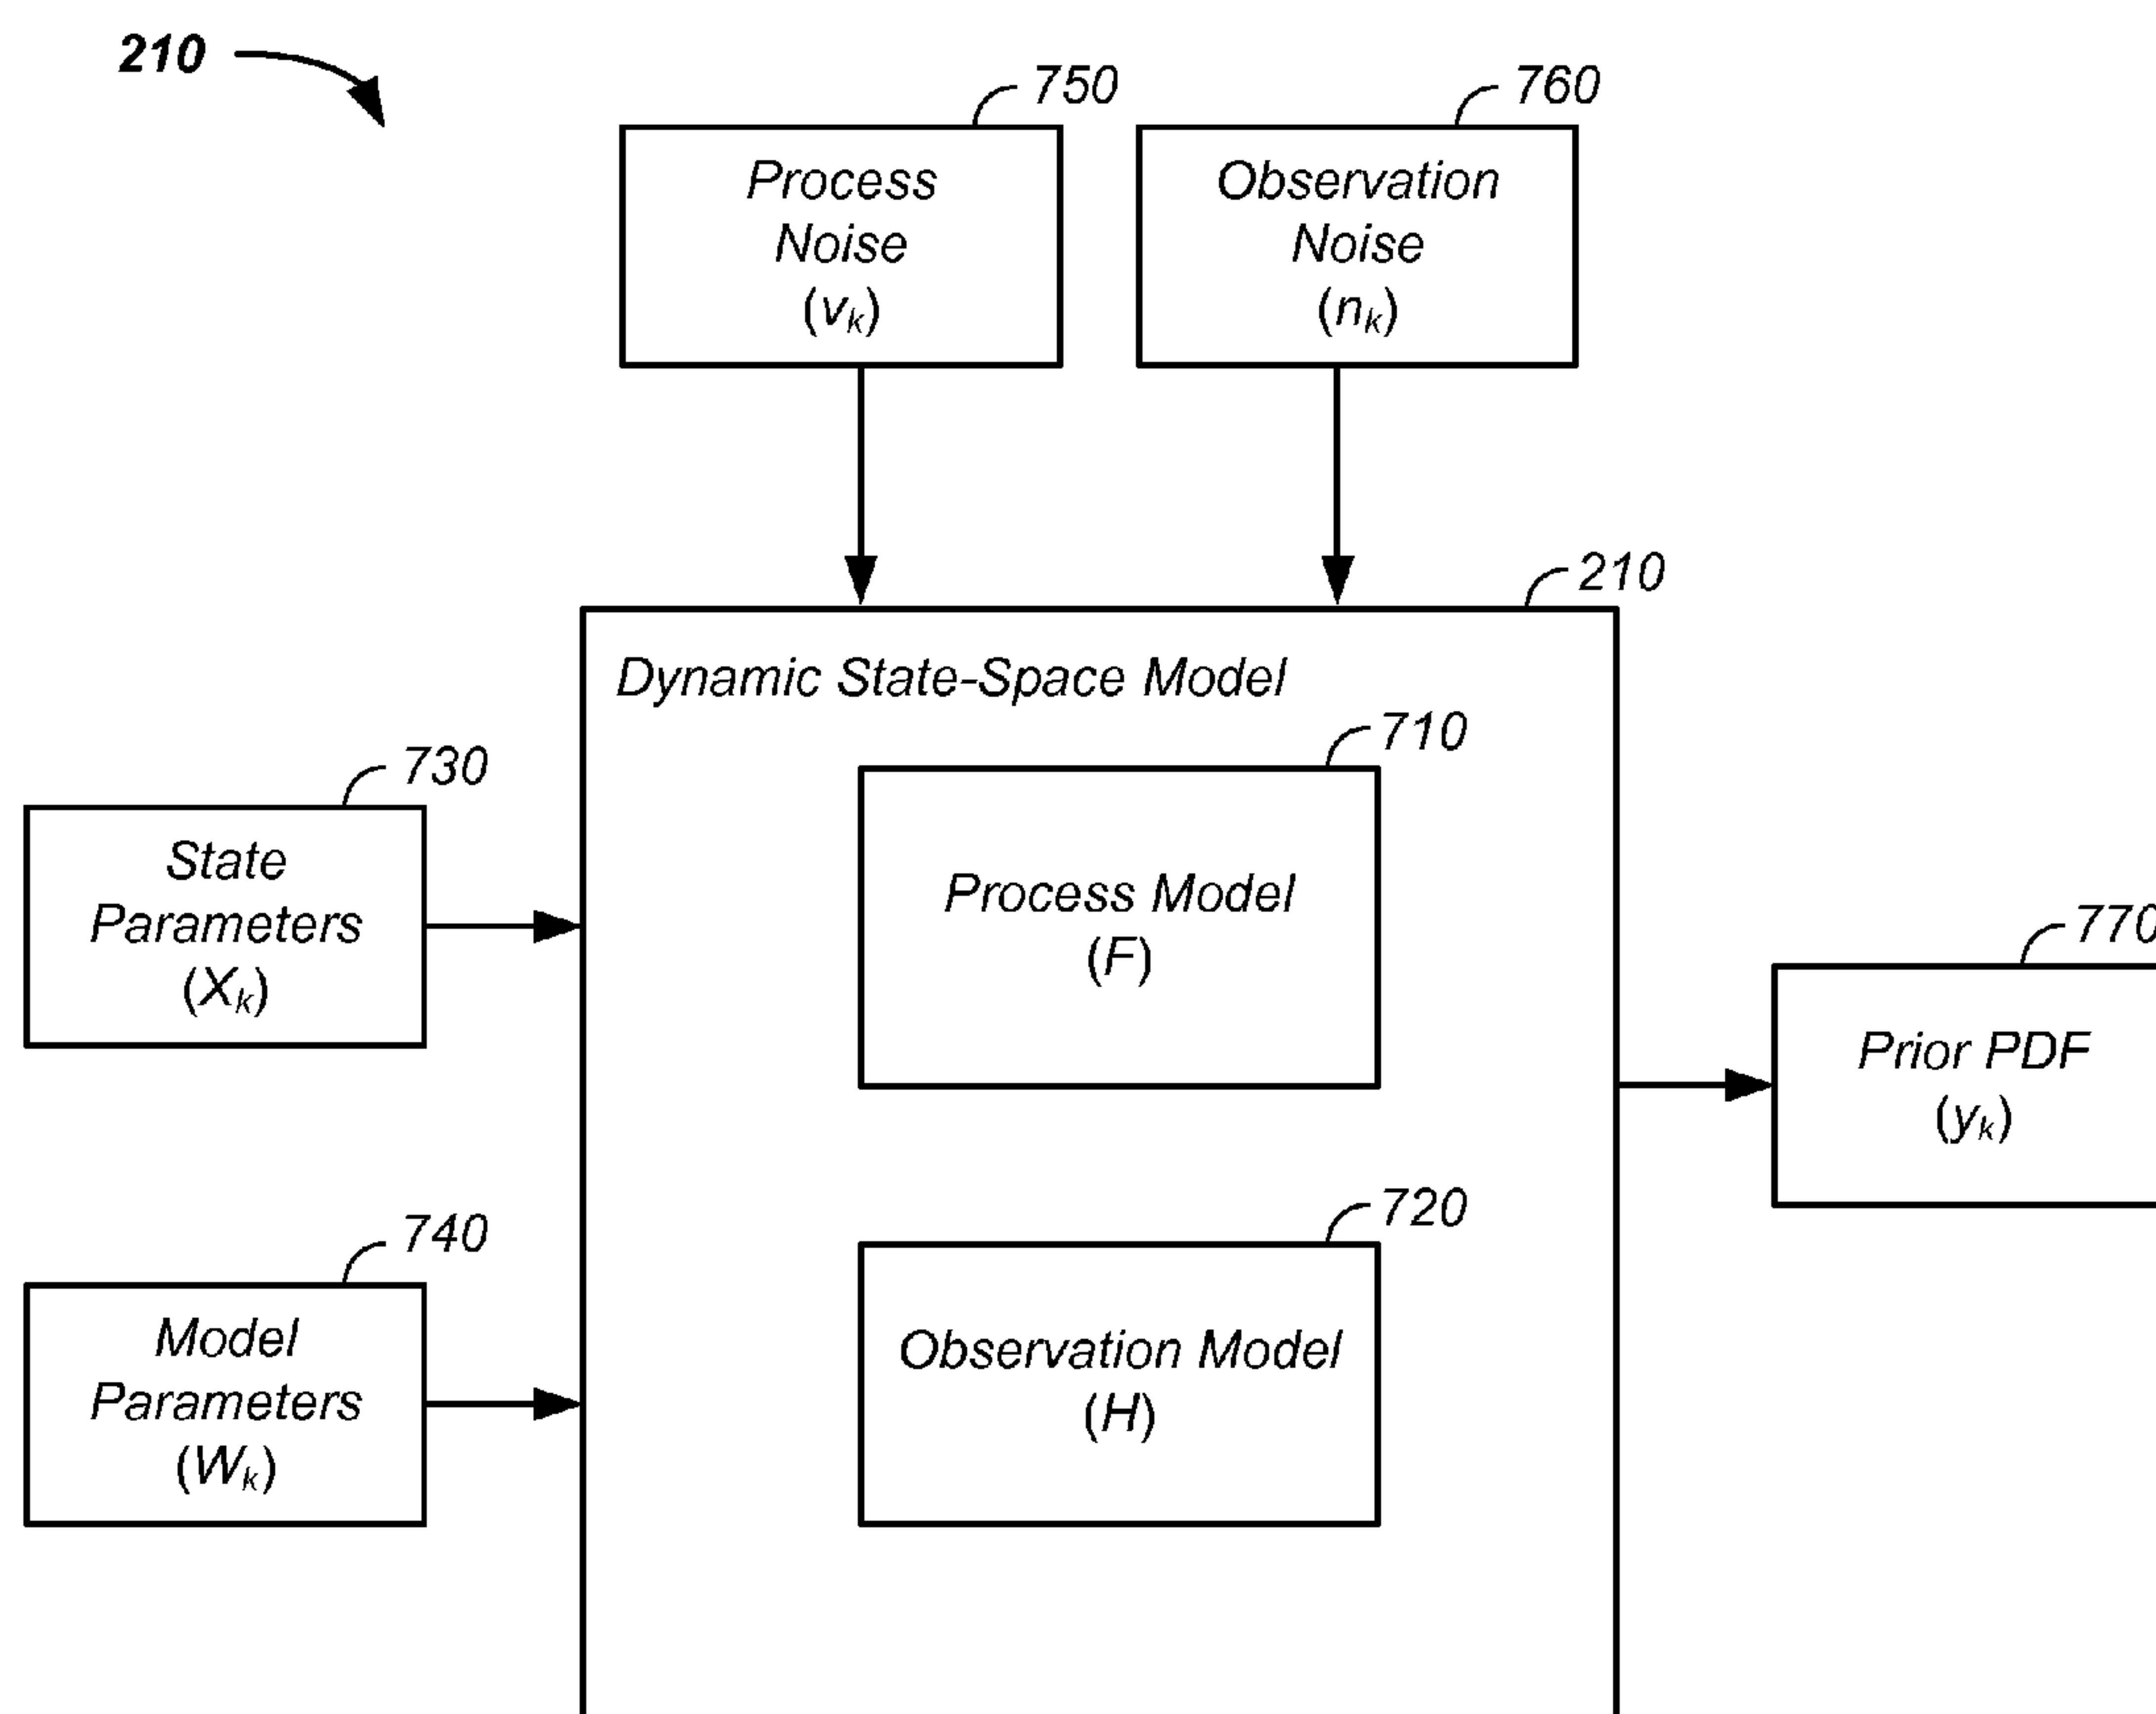 210
750
760
Process
Noise
(vk)
Observation
Noise
(nk)
210
Dynamic State-Space Model
730
710
State
Parameters
(Xk)
Process Model
(F)
770
Prior PDF
(yk)
740
720
Model
Parameters
(Wk)
Observation Model
(H)